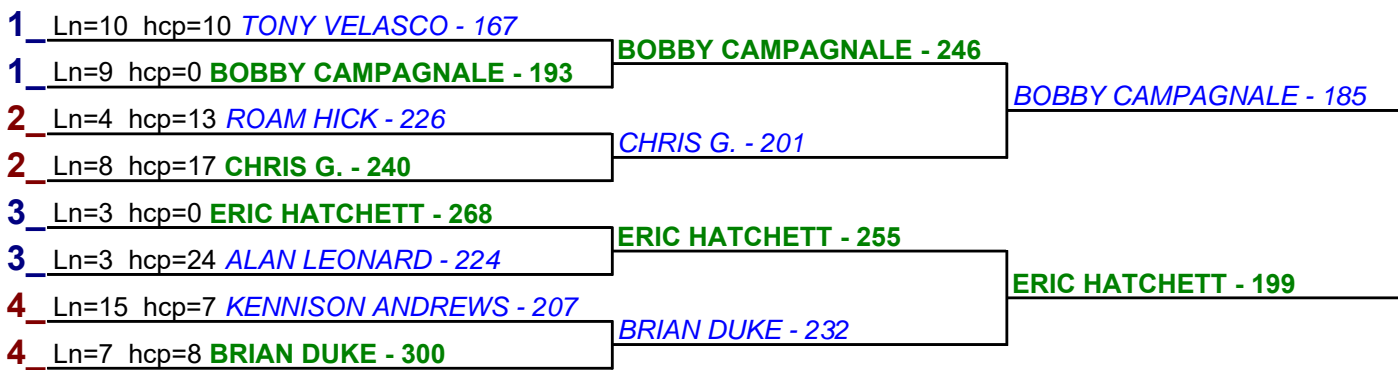 1_ Ln=10 hcp=10 TONY VELASCO - 167
BOBBY CAMPAGNALE - 246
1_ Ln=9 hcp=0 BOBBY CAMPAGNALE - 193
BOBBY CAMPAGNALE - 185
2_ Ln=4 hcp=13 ROAM HICK - 226
CHRIS G. - 201
2_ Ln=8 hcp=17 CHRIS G. - 240
3_ Ln=3 hcp=0 ERIC HATCHETT - 268
ERIC HATCHETT - 255
3_ Ln=3 hcp=24 ALAN LEONARD - 224
ERIC HATCHETT - 199
4_ Ln=15 hcp=7 KENNISON ANDREWS - 207
BRIAN DUKE - 232
4_ Ln=7 hcp=8 BRIAN DUKE - 300